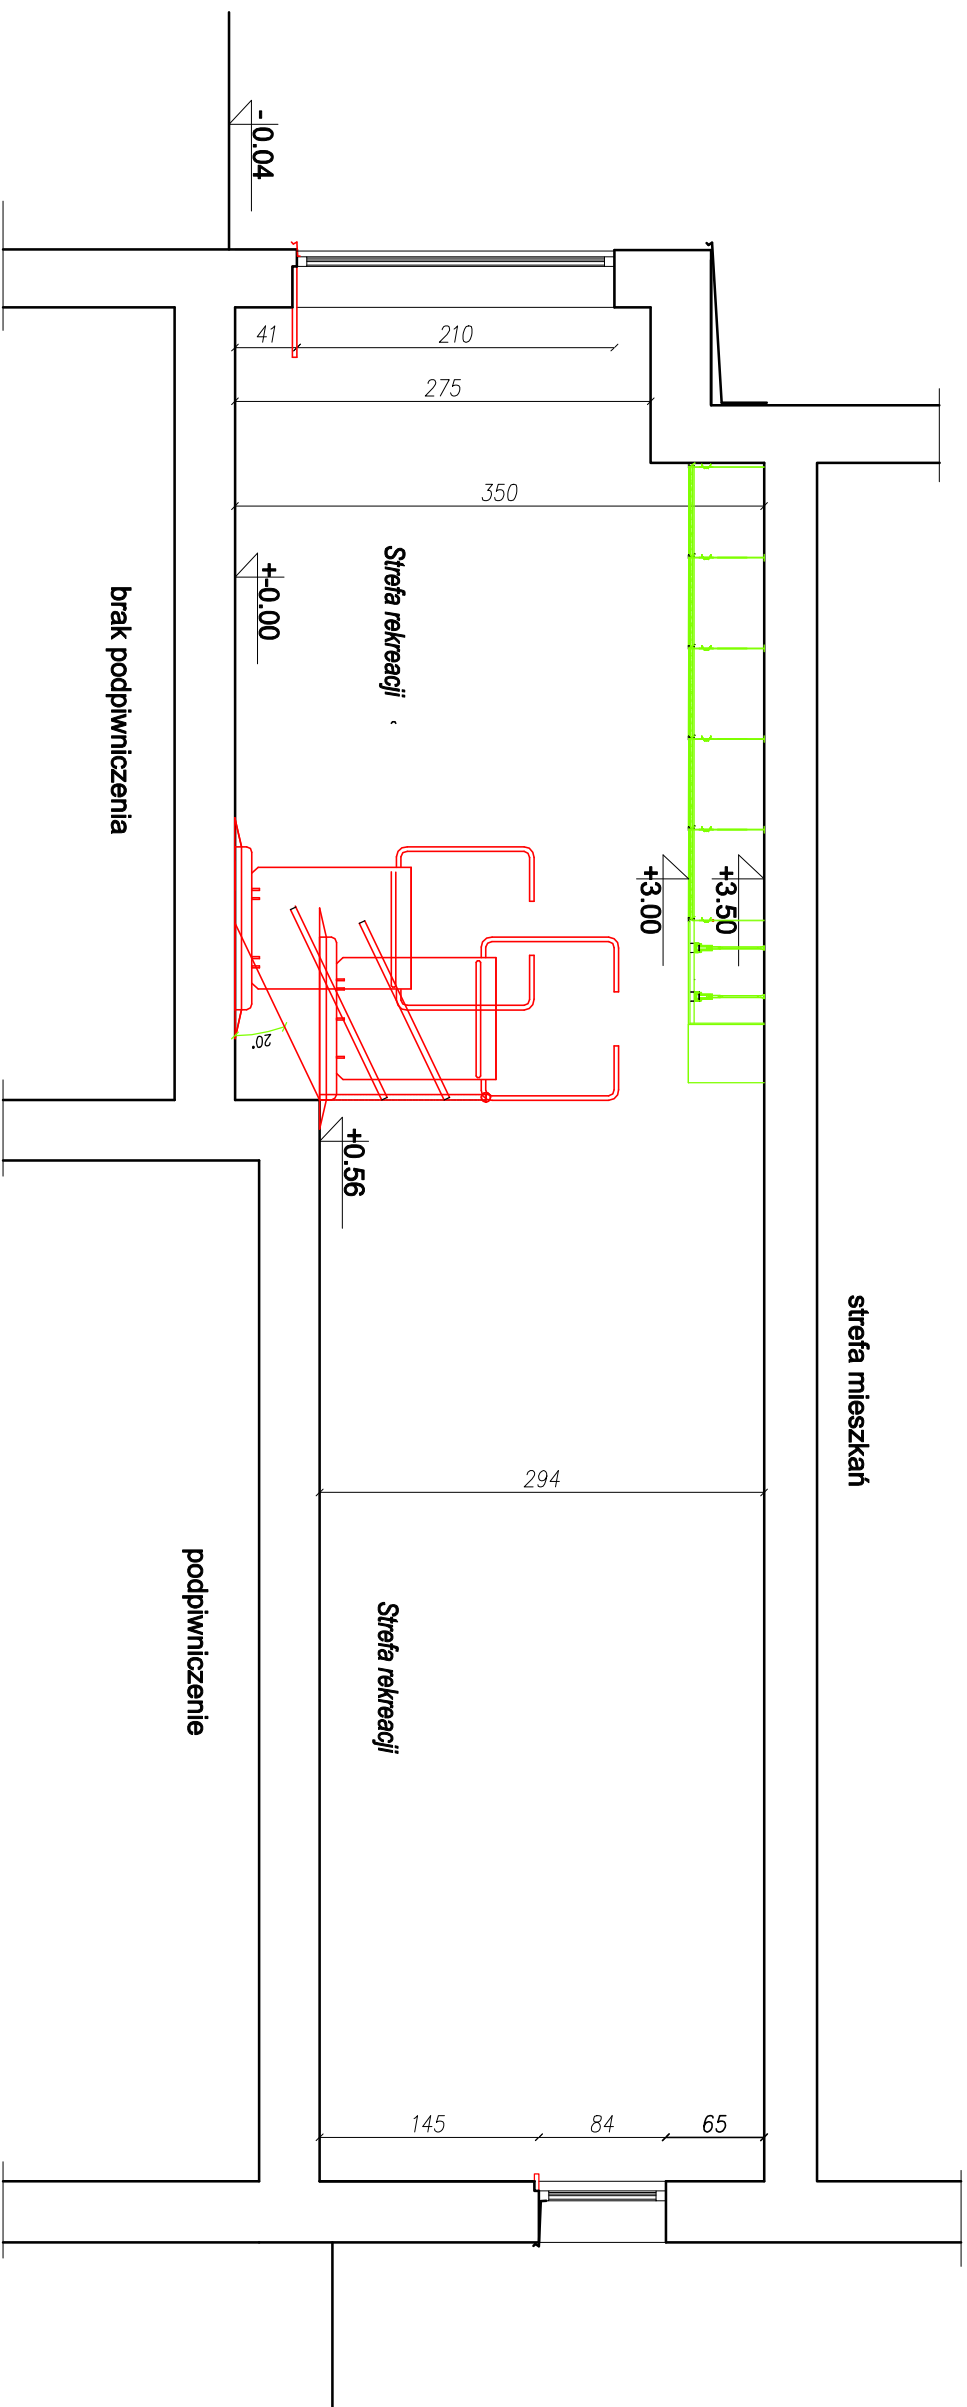 - 0.04
41
210
275
350
+-0.00
Strefa rekreacji
brak podpiwniczenia
+3.50
+3.00
20°
+0.56
strefa mieszkań
294
podpiwniczenie
Strefa rekreacji
145
84
65